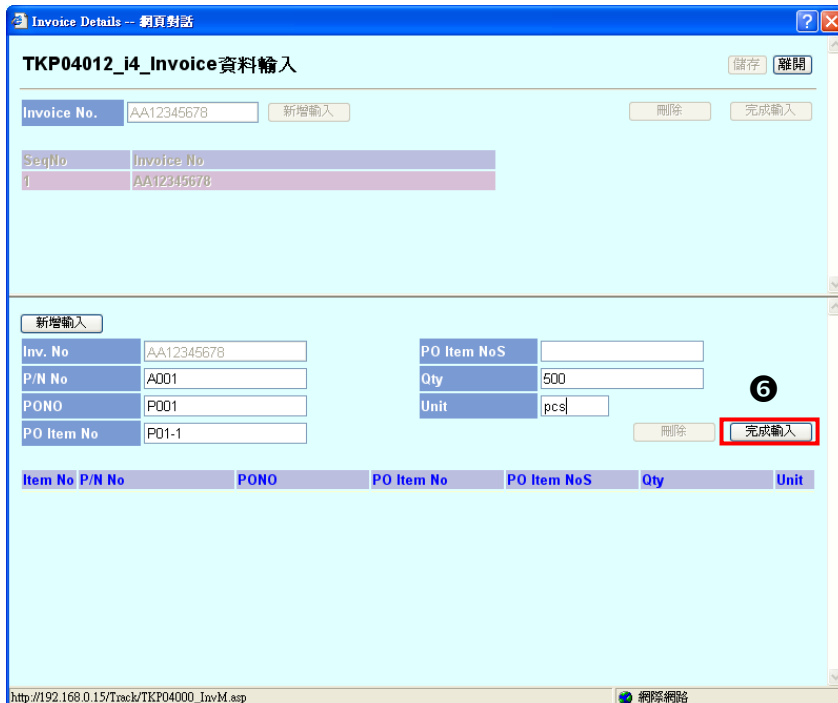 Invoice Details -- 網頁對話
TKP04012_i4_Invoice資料輸入 儲存 離開
Invoice No. AA12345678 新增輸入 刪除 完成輸入
SeqNo Invoice No
1 AA12345678
新增輸入
Inv. No AA12345678 PO Item NoS
P/N No A001 Qty 500
PONO P001 Unit pcs ❻
PO Item No P01-1 刪除 完成輸入
Item No P/N No PONO PO Item No PO Item NoS Qty Unit
http://192.168.0.15/Track/TKP04000_InvM.asp 網際網路